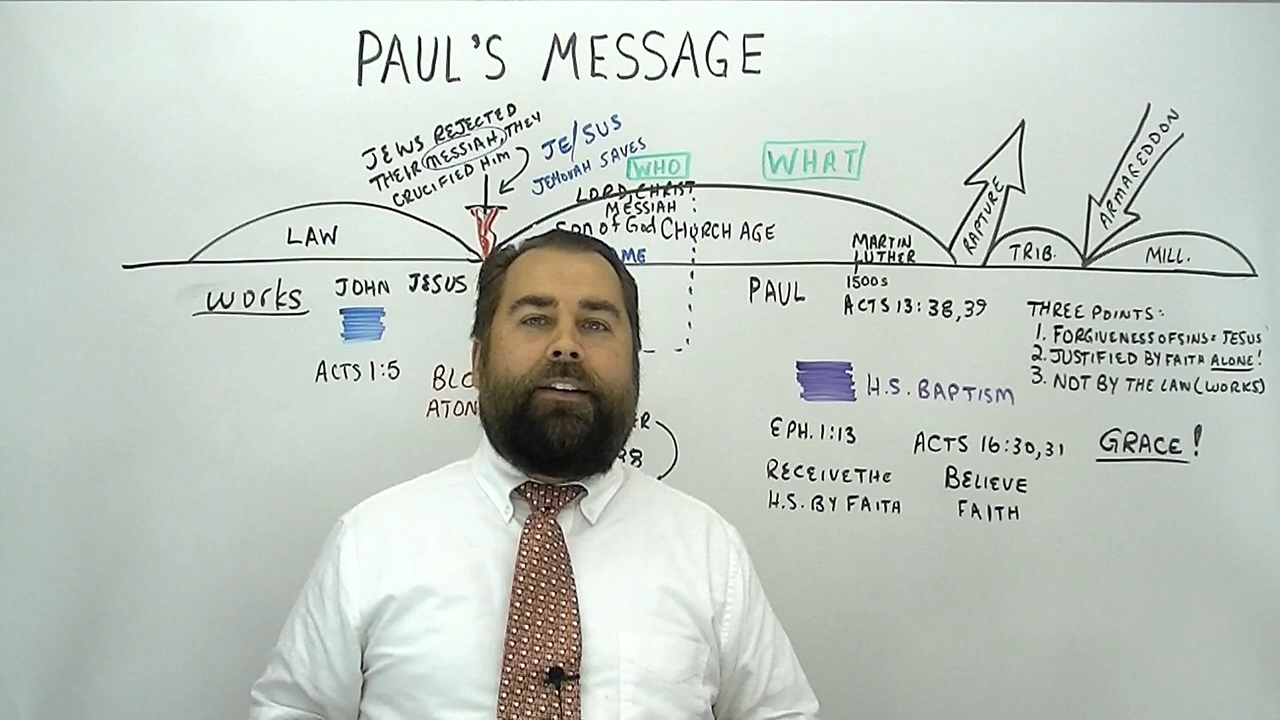 PAUL'S MESSAGE
JEWS REJECTED
THEIR MESSIAH, THEY
CRUCIFIED HIM
JE/SUS
JEHOVAH SAVES
WHO
WHAT
LORD, CHRIST
MESSIAH
Son of God
CHURCH AGE
LAW
MARTIN
LUTHER
1500s
RAPTURE
TRIB.
ARMAGEDDON
MILL.
works
JOHN
JESUS
PAUL
ACTS 13:38,39
ACTS 1:5
THREE POINTS:
1. FORGIVENESS OF SINS = JESUS
2. JUSTIFIED BY FAITH ALONE!
3. NOT BY THE LAW (WORKS)
H.S. BAPTISM
EPH. 1:13
RECEIVE THE
H.S. BY FAITH
ACTS 16:30,31
BELIEVE
FAITH
GRACE!